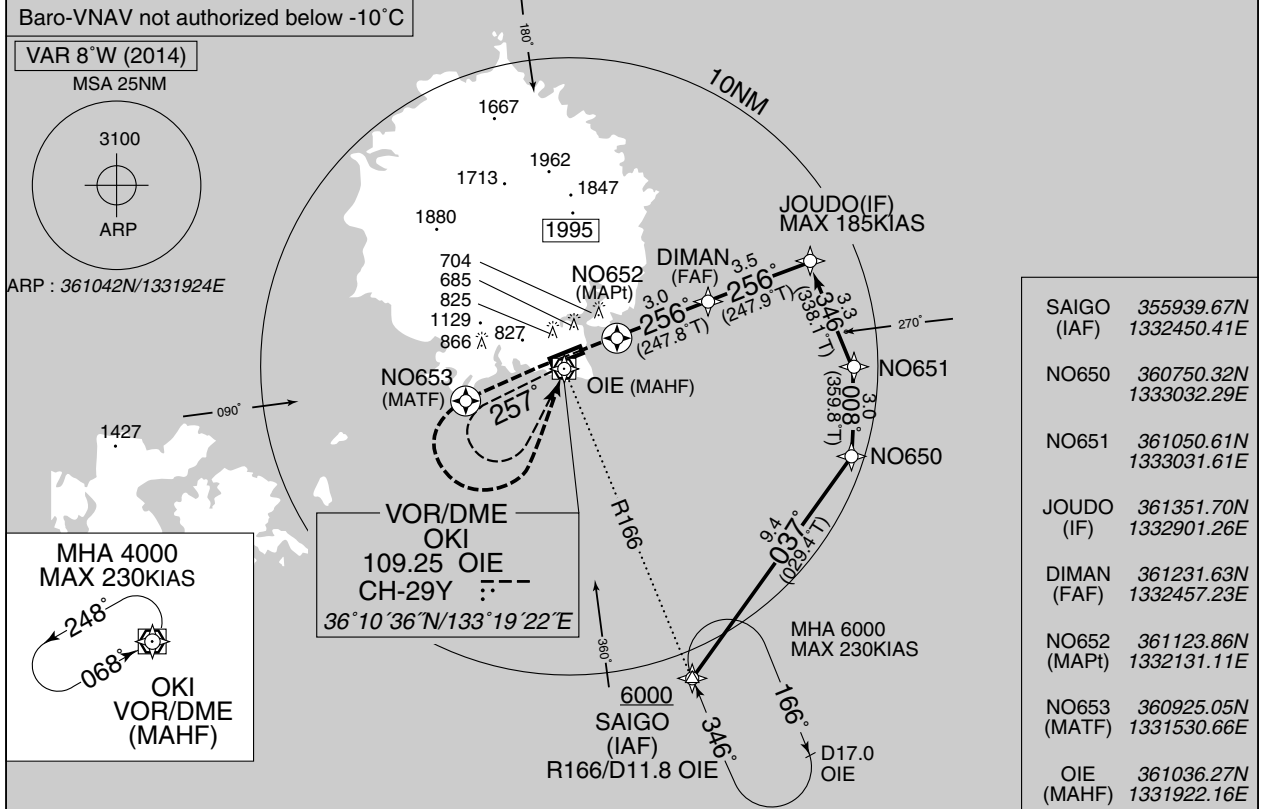 Baro-VNAV not authorized below -10˚C
VAR 8˚W (2014)
MSA 25NM
3100
ARP
ARP : 361042N/1331924E
180˚
10NM
1667
1962
1713
1847
1880
1995
704
685
825
1129
866
827
NO652
(MAPt)
DIMAN
(FAF)
JOUDO(IF)
MAX 185KIAS
3.5
256˚
(247.9˚T)
3.0
256˚
(247.8˚T)
3.3
346˚
(338.1˚T)
270˚
NO651
3.0
008˚
(359.8˚T)
NO650
NO653
(MATF)
257˚
OIE (MAHF)
090˚
1427
R166
9.4
037˚
(029.4˚T)
VOR/DME
OKI
109.25 OIE
CH-29Y
36˚10´36˝N/133˚19´22˝E
360˚
MHA 4000
MAX 230KIAS
248˚
068˚
OKI
VOR/DME
(MAHF)
MHA 6000
MAX 230KIAS
6000
SAIGO
(IAF)
R166/D11.8 OIE
166˚
346˚
D17.0
OIE
SAIGO 355939.67N
(IAF) 1332450.41E
NO650 360750.32N
1333032.29E
NO651 361050.61N
1333031.61E
JOUDO 361351.70N
(IF) 1332901.26E
DIMAN 361231.63N
(FAF) 1332457.23E
NO652 361123.86N
(MAPt) 1332131.11E
NO653 360925.05N
(MATF) 1331530.66E
OIE 361036.27N
(MAHF) 1331922.16E